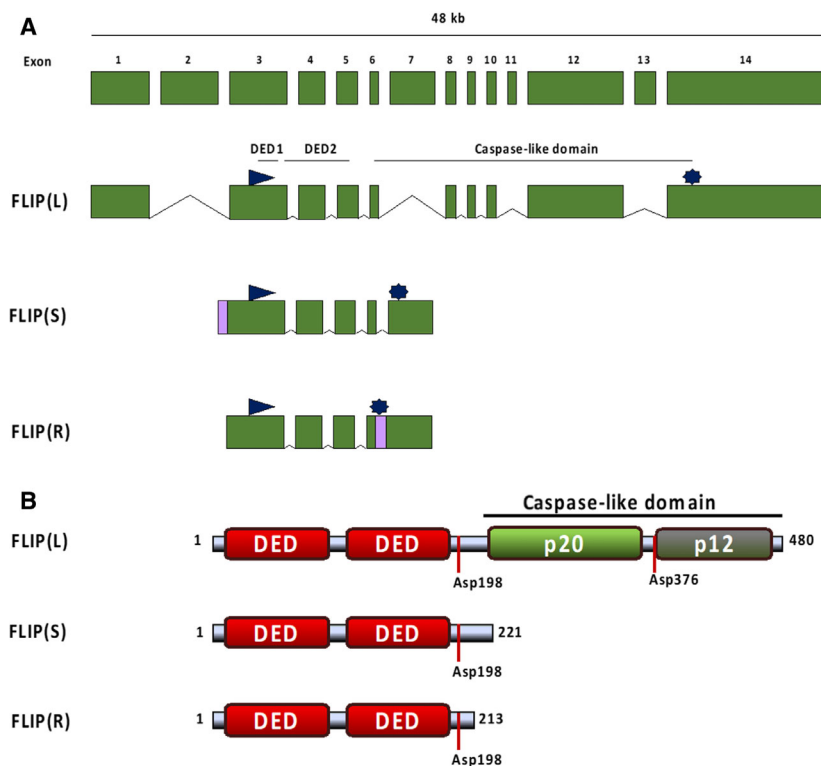 A
48 kb
Exon 1 2 3 4 5 6 7 8 9 10 11 12 13 14
DED1 DED2 Caspase-like domain
FLIP(L)
FLIP(S)
FLIP(R)
B
Caspase-like domain
FLIP(L) 1 DED DED p20 p12 480
Asp198 Asp376
FLIP(S) 1 DED DED 221
Asp198
FLIP(R) 1 DED DED 213
Asp198